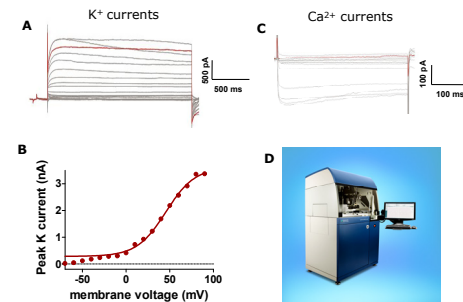 K⁺ currents
Ca²⁺ currents
A
500 pA
500 ms
C
100 pA
100 ms
B
Peak K current (nA)
3
2
1
0
-50
0
50
100
membrane voltage (mV)
D